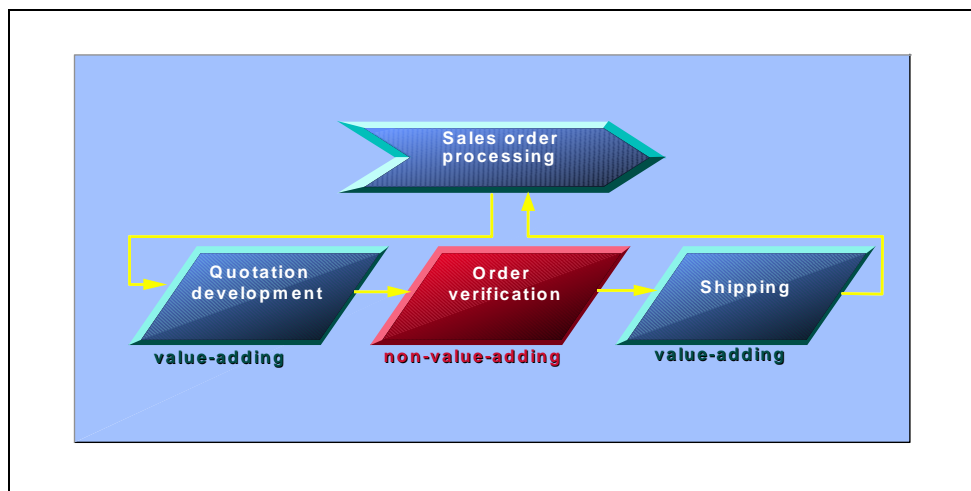 Sales order
processing
Quotation
development
Order
verification
Shipping
value-adding
non-value-adding
value-adding